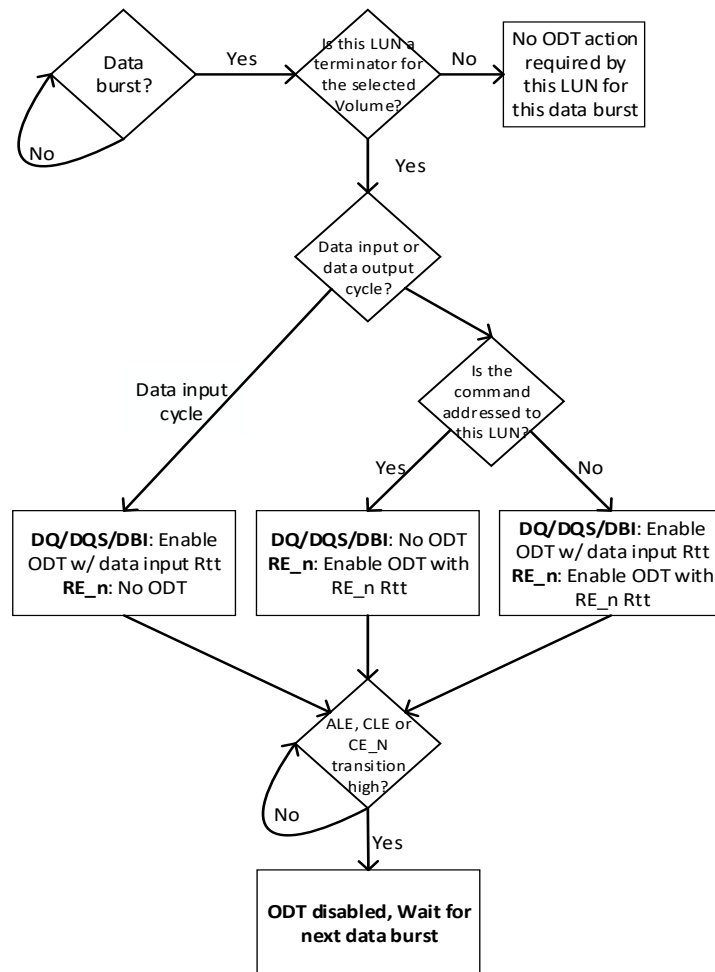 Data
burst?
Yes
No
Is this LUN a
terminator for
the selected
Volume?
No
No ODT action
required by
this LUN for
this data burst
Yes
Data input or
data output
cycle?
Data input
cycle
Is the
command
addressed to
this LUN?
Yes
No
DQ/DQS/DBI: Enable
ODT w/ data input Rtt
RE_n: No ODT
DQ/DQS/DBI: No ODT
RE_n: Enable ODT with
RE_n Rtt
DQ/DQS/DBI: Enable
ODT w/ data input Rtt
RE_n: Enable ODT with
RE_n Rtt
ALE, CLE or
CE_N
transition
high?
No
Yes
ODT disabled, Wait for
next data burst